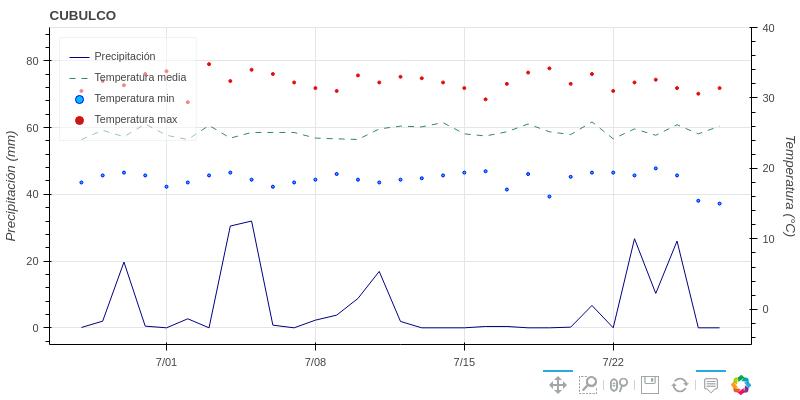 CUBULCO
Precipitación
Temperatura media
Temperatura min
Temperatura max
Precipitación (mm)
80
60
40
20
0
Temperatura (°C)
40
30
20
10
0
7/01
7/08
7/15
7/22